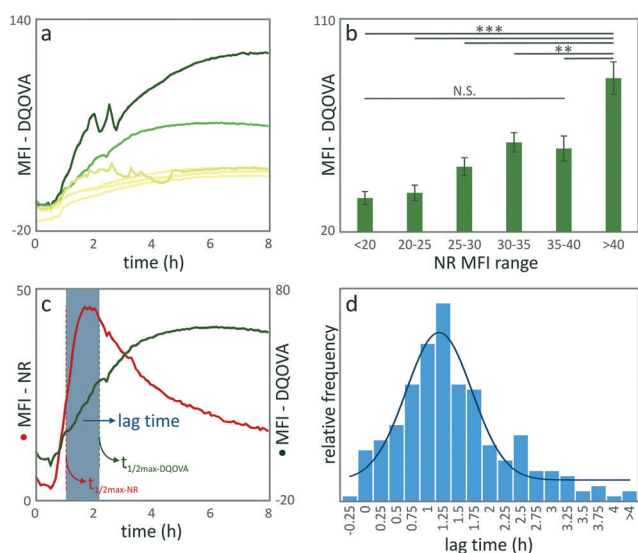 140
a
MFI - DQOVA
-20
0 2 4 6 8
time (h)
110
b
***
**
N.S.
MFI - DQOVA
20
<20 20-25 25-30 30-35 35-40 >40
NR MFI range
50
c
80
MFI - NR
MFI - DQOVA
lag time
t1/2max-DQOVA
t1/2max-NR
0
-20
0 2 4 6 8
time (h)
d
relative frequency
-0.25 0 0.25 0.5 0.75 1 1.25 1.5 1.75 2 2.25 2.5 2.75 3 3.25 3.5 3.75 4 >4
lag time (h)